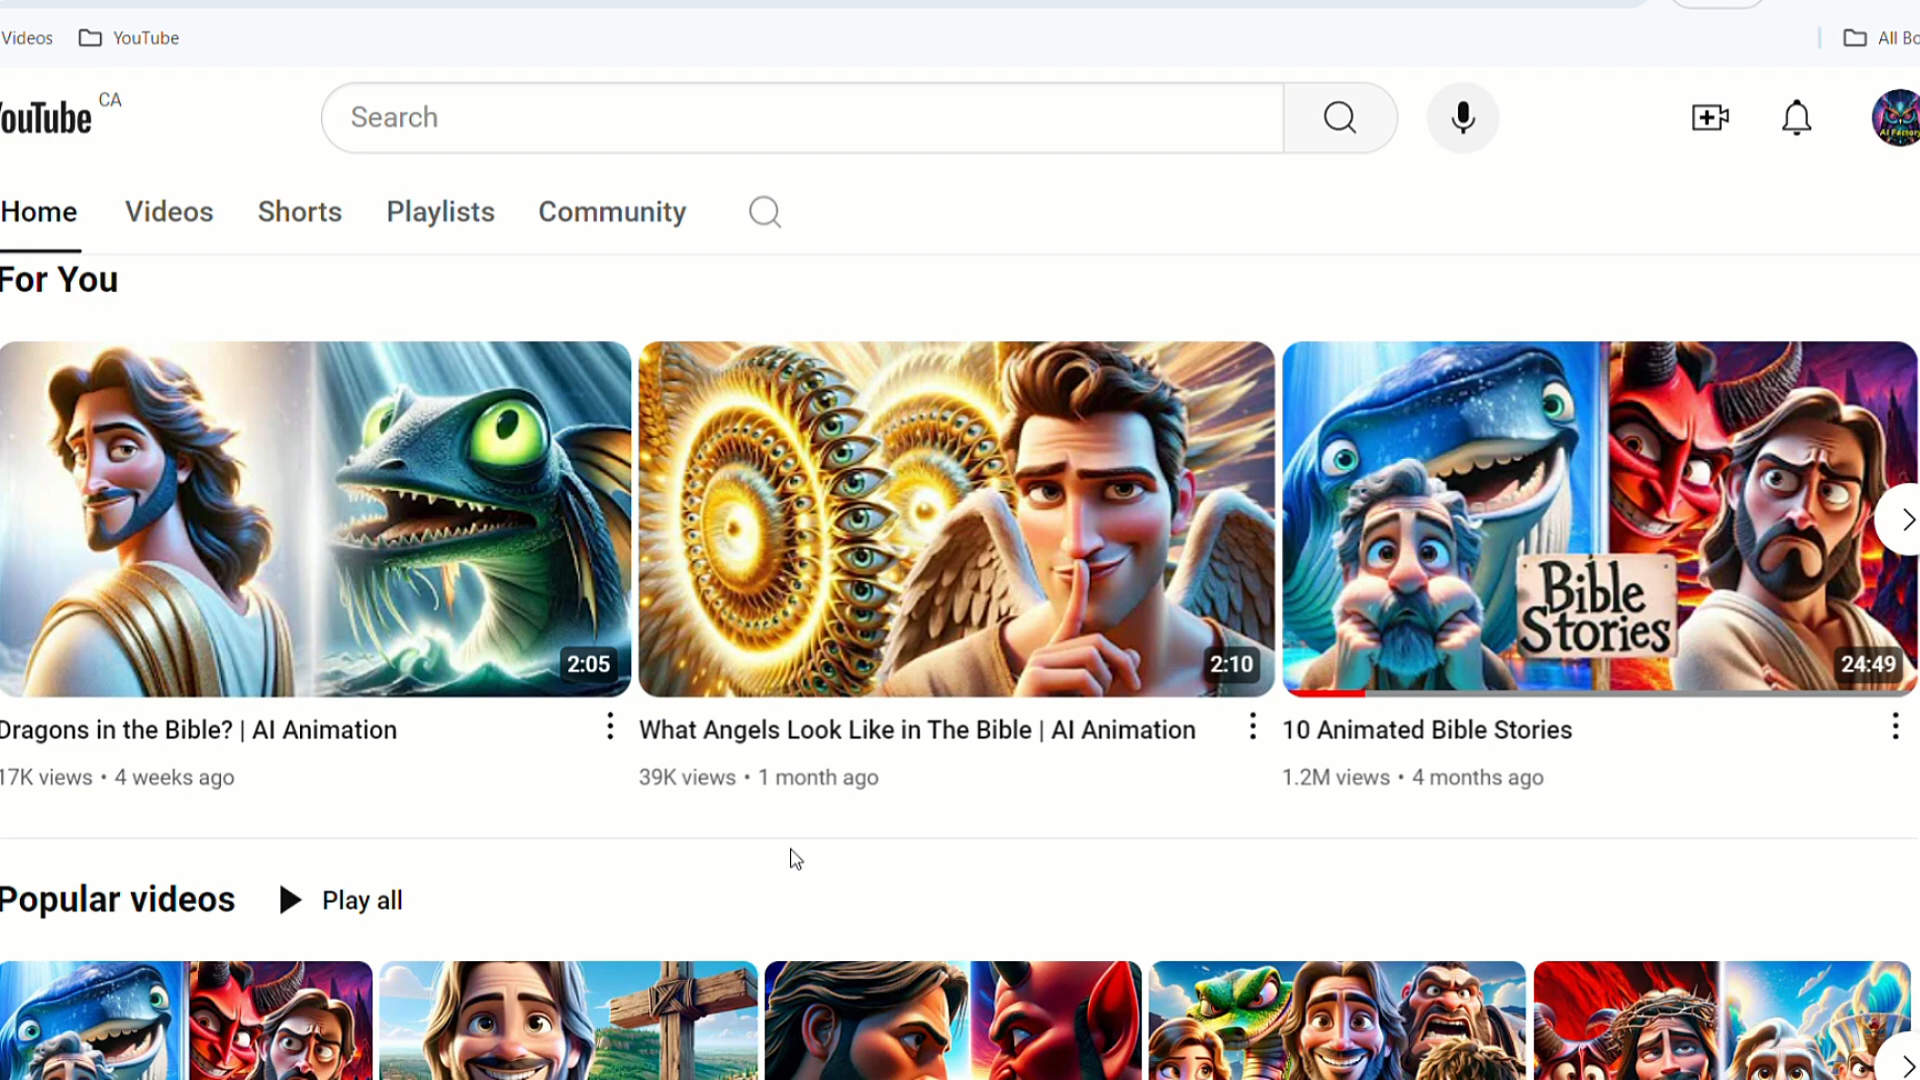 Videos YouTube All Bo
YouTube CA
Search
AI Factory
Home Videos Shorts Playlists Community
For You
Bible
Stories
2:05 2:10 24:49
Dragons in the Bible? | AI Animation
What Angels Look Like in The Bible | AI Animation
10 Animated Bible Stories
17K views • 4 weeks ago
39K views • 1 month ago
1.2M views • 4 months ago
Popular videos Play all